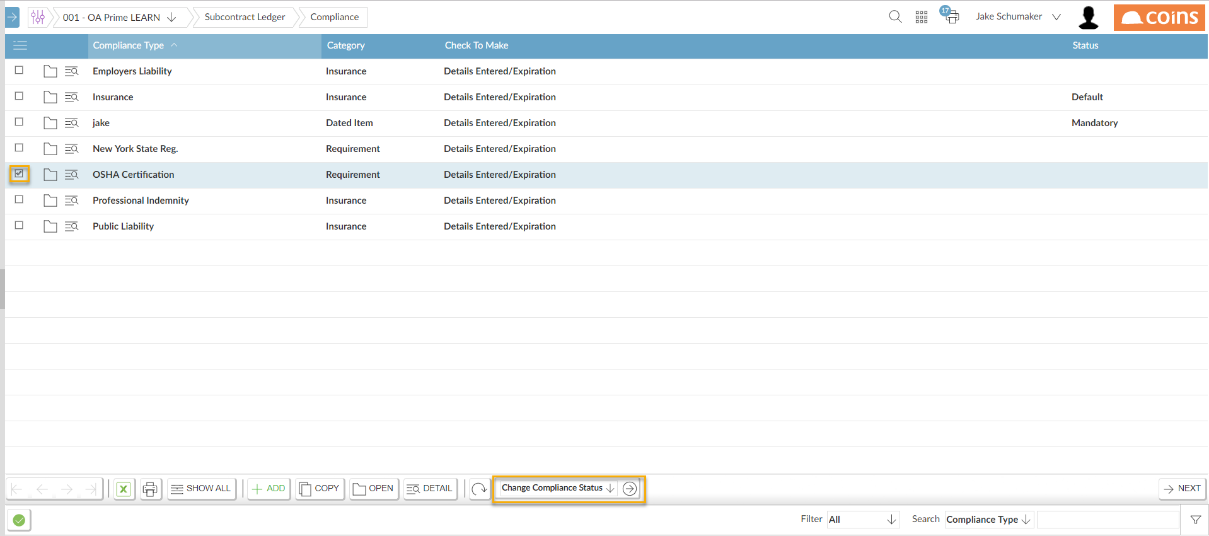 001 - OA Prime LEARN Subcontract Ledger Compliance 17 Jake Schumaker coins
Compliance Type Category Check To Make Status
Employers Liability Insurance Details Entered/Expiration
Insurance Insurance Details Entered/Expiration Default
jake Dated Item Details Entered/Expiration Mandatory
New York State Reg. Requirement Details Entered/Expiration
OSHA Certification Requirement Details Entered/Expiration
Professional Indemnity Insurance Details Entered/Expiration
Public Liability Insurance Details Entered/Expiration
X SHOW ALL ADD COPY OPEN DETAIL Change Compliance Status NEXT
Filter All Search Compliance Type